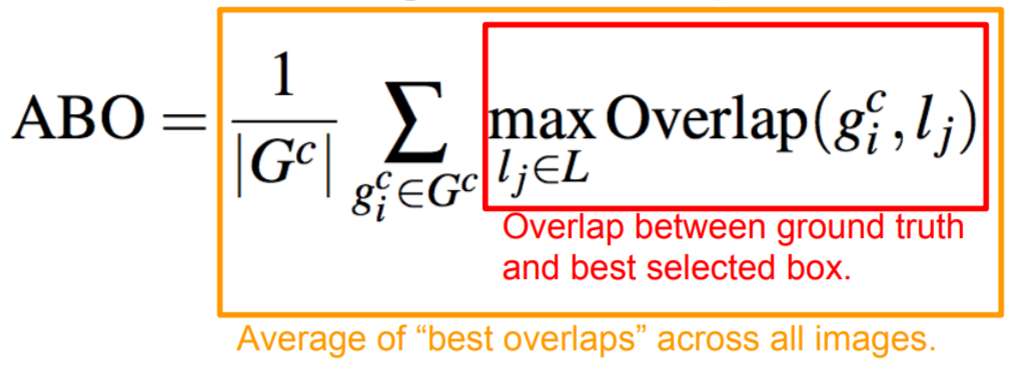 ABO = 1/|G^c| ∑_{g_i^c∈G^c} max_{l_j∈L} Overlap(g_i^c, l_j)
Overlap between ground truth
and best selected box.
Average of “best overlaps” across all images.